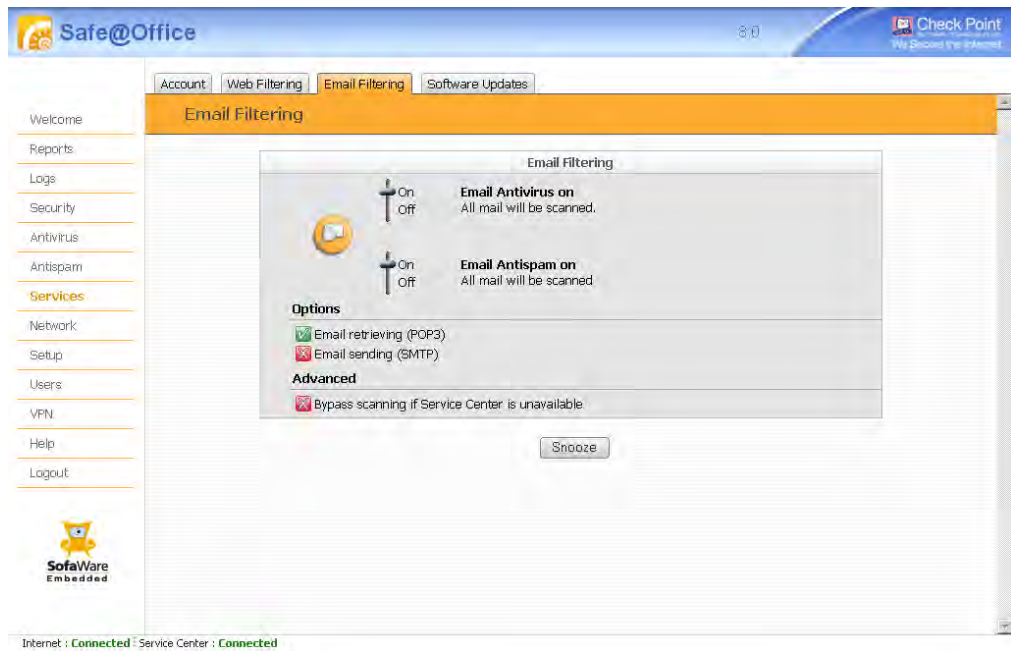 Safe@Office
8.0
Check Point
We Secure the Internet
Account Web Filtering Email Filtering Software Updates
Email Filtering
Welcome
Reports
Logs
Security
Antivirus
Antispam
Services
Network
Setup
Users
VPN
Help
Logout
SofaWare
Embedded
Email Filtering
On
Off
Email Antivirus on
All mail will be scanned.
On
Off
Email Antispam on
All mail will be scanned
Options
Email retrieving (POP3)
Email sending (SMTP)
Advanced
Bypass scanning if Service Center is unavailable
Snooze
Internet : Connected Service Center : Connected